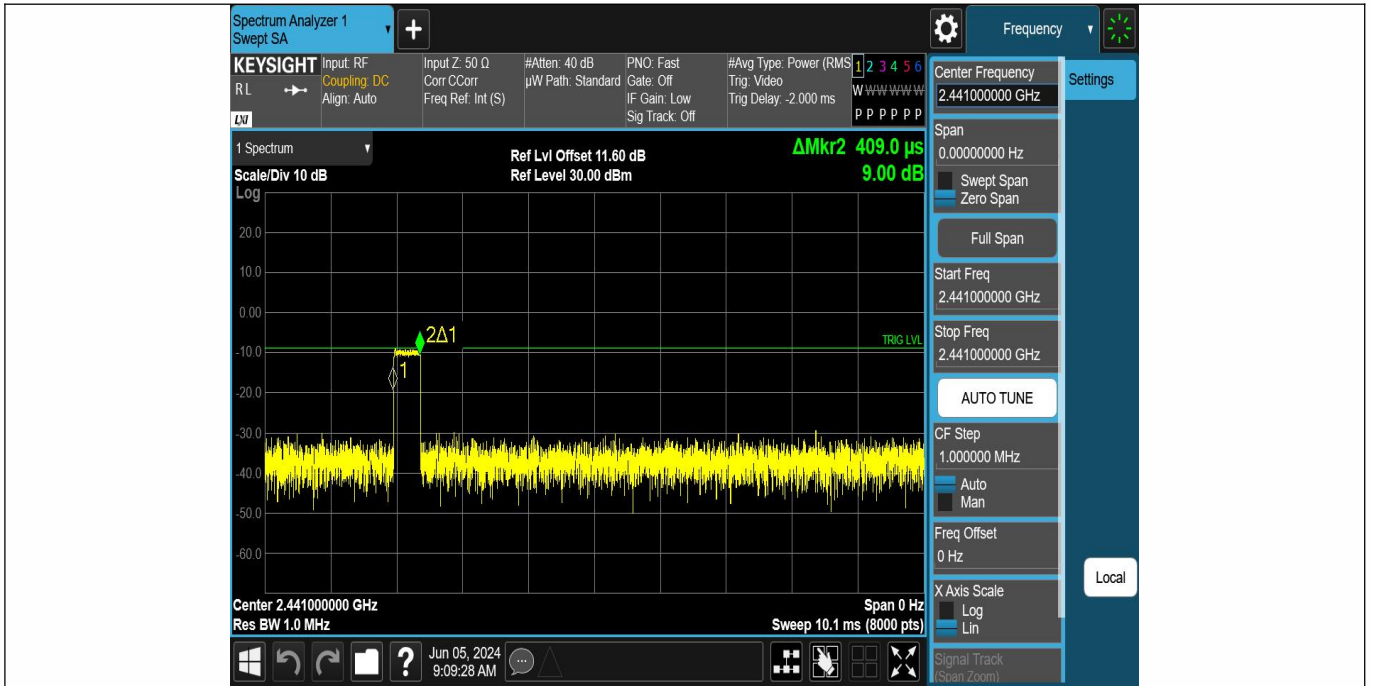 Spectrum Analyzer 1
Swept SA
+
Frequency
KEYSIGHT
RL
LXI
Input: RF
Coupling: DC
Align: Auto
Input Z: 50 Ω
Corr CCorr
Freq Ref: Int (S)
#Atten: 40 dB
µW Path: Standard
PNO: Fast
Gate: Off
IF Gain: Low
Sig Track: Off
#Avg Type: Power (RMS
Trig: Video
Trig Delay: -2.000 ms
1 2 3 4 5 6
W W W W W W
P P P P P P
1 Spectrum
Scale/Div 10 dB
Ref Lvl Offset 11.60 dB
Ref Level 30.00 dBm
ΔMkr2 409.0 µs
9.00 dB
Log
20.0
10.0
0.00
-10.0
-20.0
-30.0
-40.0
-50.0
-60.0
2Δ1
1
TRIG LVL
Center 2.441000000 GHz
Res BW 1.0 MHz
Span 0 Hz
Sweep 10.1 ms (8000 pts)
Center Frequency
2.441000000 GHz
Settings
Span
0.00000000 Hz
Swept Span
Zero Span
Full Span
Start Freq
2.441000000 GHz
Stop Freq
2.441000000 GHz
AUTO TUNE
CF Step
1.000000 MHz
Auto
Man
Freq Offset
0 Hz
X Axis Scale
Log
Lin
Signal Track
(Span Zoom)
Local
?
Jun 05, 2024
9:09:28 AM